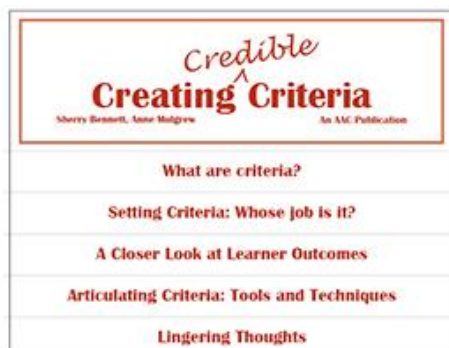 Credible
Creating ^ Criteria
Sherry Bennett, Anne Mulgrew An AAC Publication
What are criteria?
Setting Criteria: Whose job is it?
A Closer Look at Learner Outcomes
Articulating Criteria: Tools and Techniques
Lingering Thoughts